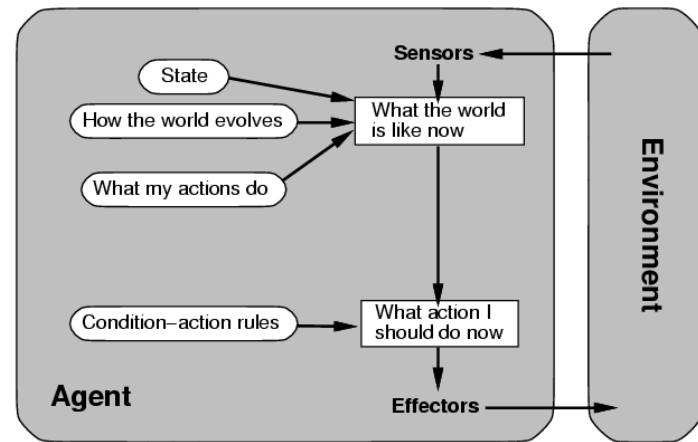 Sensors
State
What the world
is like now
How the world evolves
What my actions do
Environment
What action I
should do now
Condition–action rules
Agent
Effectors